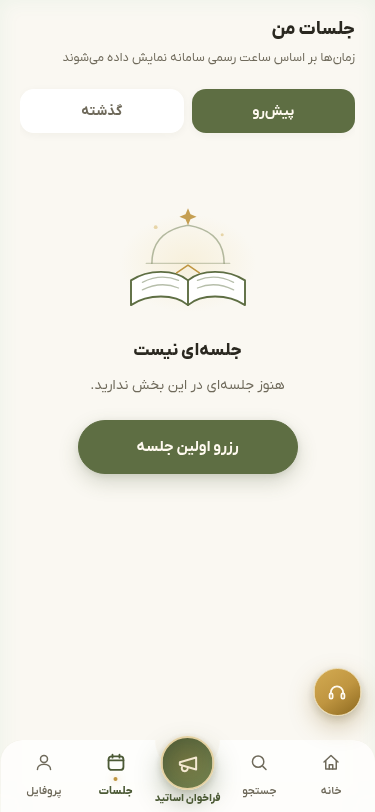 جلسات من
زمان‌ها بر اساس ساعت رسمی سامانه نمایش داده می‌شوند
پیش‌رو
گذشته
جلسه‌ای نیست
هنوز جلسه‌ای در این بخش ندارید.
رزرو اولین جلسه
خانه
جستجو
فراخوان اساتید
جلسات
پروفایل